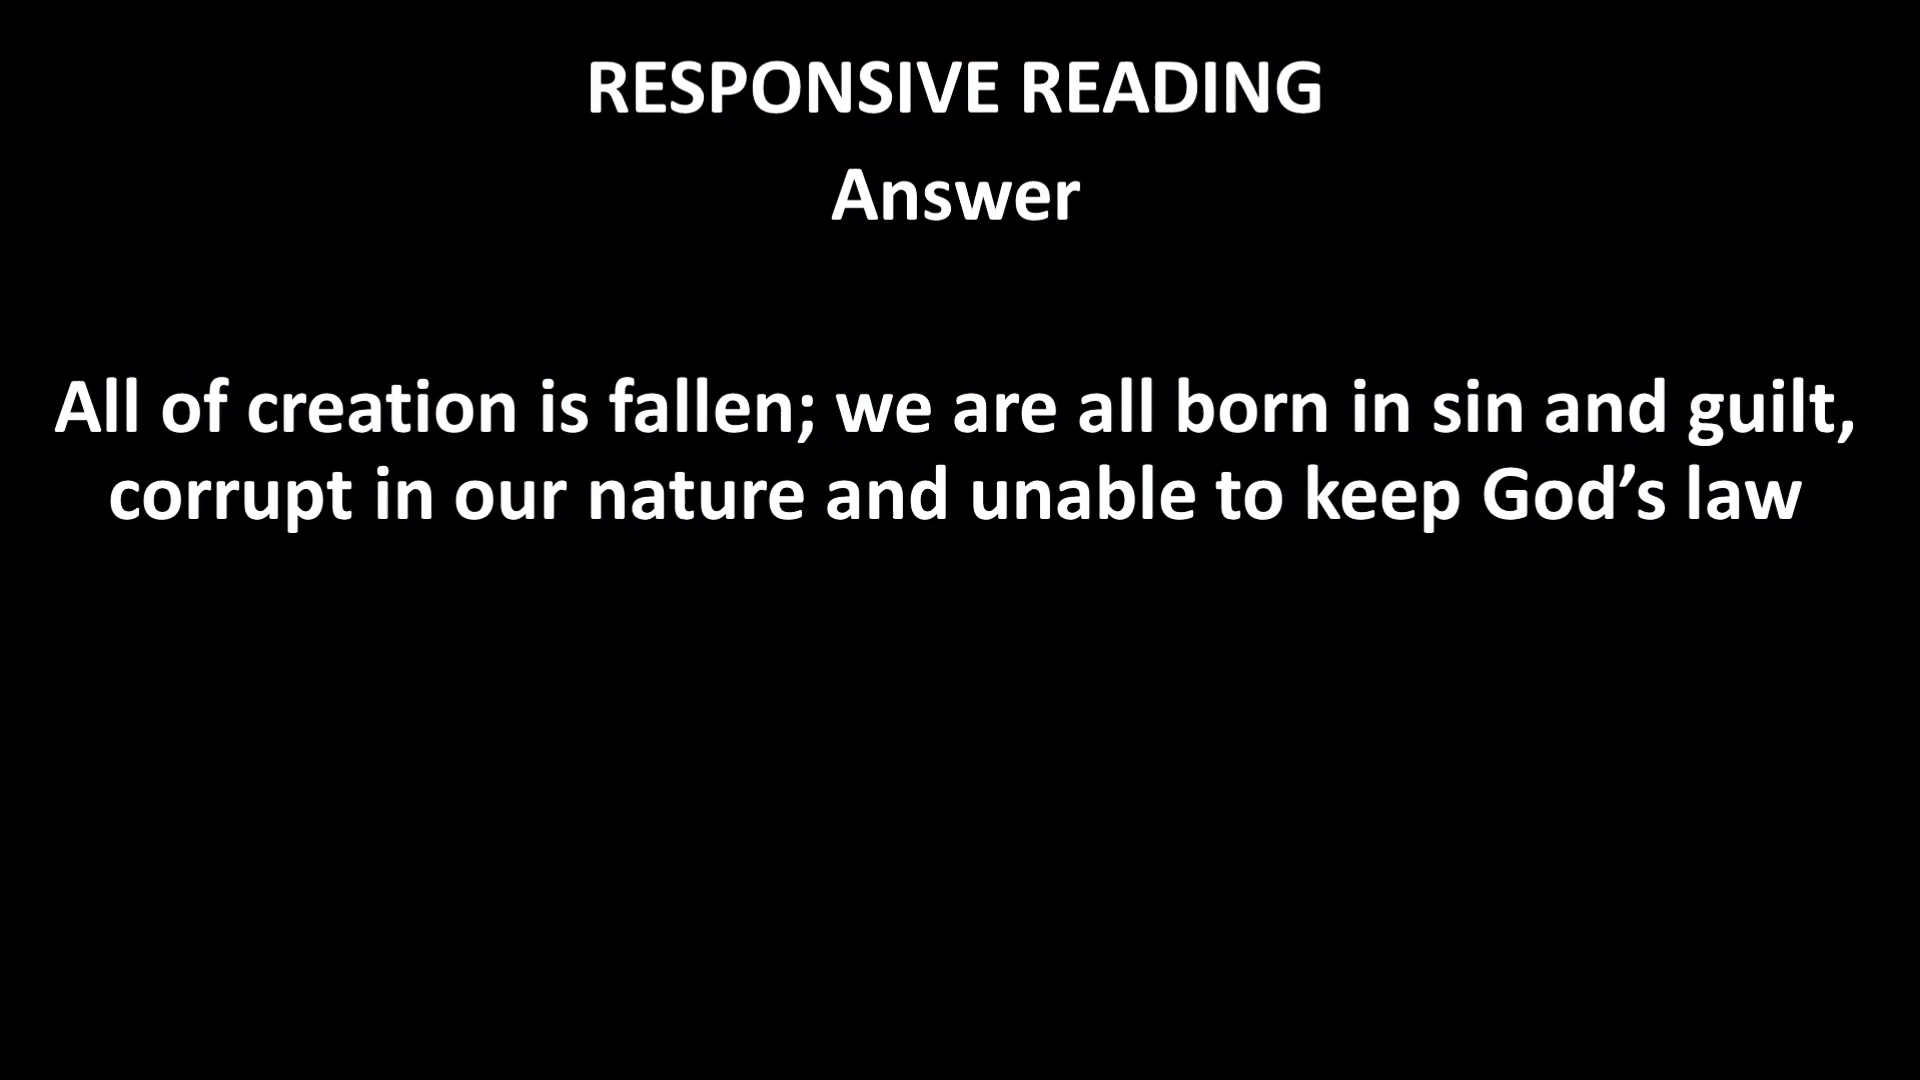 RESPONSIVE READING
Answer
All of creation is fallen; we are all born in sin and guilt,
corrupt in our nature and unable to keep God’s law